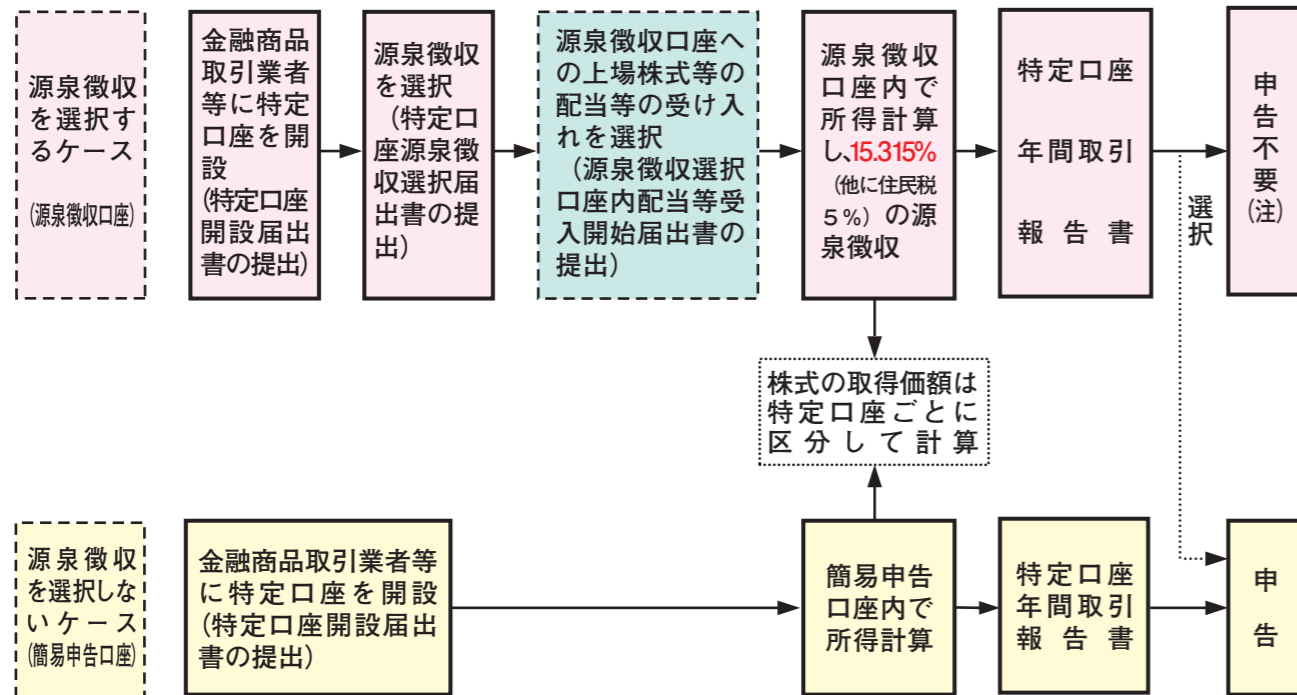 源泉徴収
を選択す
るケース
(源泉徴収口座)
金融商品
取引業者
等に特定
口座を開
設
(特定口座
開設届出
書の提出)
源泉徴収
を選択
(特定口
座源泉徴
収選択届
出書の提
出)
源泉徴収口座へ
の上場株式等の
配当等の受け入
れを選択
(源泉徴収選択
口座内配当等受
入開始届出書の
提出)
源泉徴収
口座内で
所得計算
し、15.315%
(他に住民税
5%)の源
泉徴収
特定口座
年間取引
報告書
選択
申告不要(注)
株式の取得価額は
特定口座ごとに
区分して計算
源泉徴収
を選択しな
いケース
(簡易申告口座)
金融商品取引業者等
に特定口座を開設
(特定口座開設届出
書の提出)
簡易申告
口座内で
所得計算
特定口座
年間取引
報告書
申告